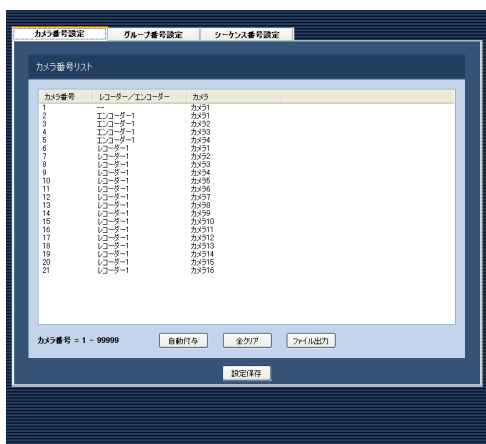 カメラ番号設定 グループ番号設定 シーケンス番号設定
カメラ番号リスト
カメラ番号 レコーダー／エンコーダー カメラ
1 -- カメラ1
2 エンコーダー1 カメラ1
3 エンコーダー1 カメラ2
4 エンコーダー1 カメラ3
5 エンコーダー1 カメラ4
6 レコーダー1 カメラ1
7 レコーダー1 カメラ2
8 レコーダー1 カメラ3
9 レコーダー1 カメラ4
10 レコーダー1 カメラ5
11 レコーダー1 カメラ6
12 レコーダー1 カメラ7
13 レコーダー1 カメラ8
14 レコーダー1 カメラ9
15 レコーダー1 カメラ10
16 レコーダー1 カメラ11
17 レコーダー1 カメラ12
18 レコーダー1 カメラ13
19 レコーダー1 カメラ14
20 レコーダー1 カメラ15
21 レコーダー1 カメラ16
カメラ番号 = 1 - 99999 自動付与 全クリア ファイル出力
設定保存